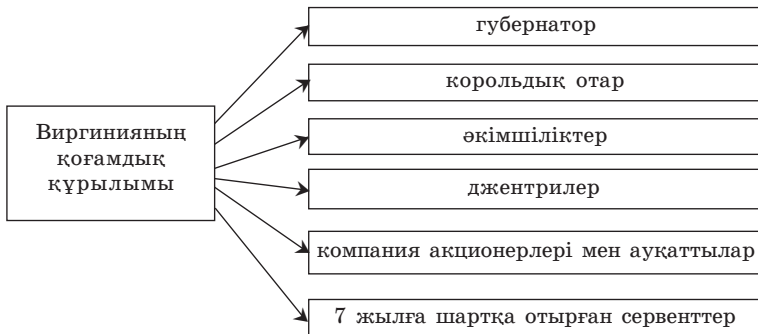 Виргинияның
қоғамдық
құрылымы
губернатор
корольдық отар
әкімшіліктер
джентрилер
компания акционерлері мен ауқаттылар
7 жылға шартқа отырған сервенттер